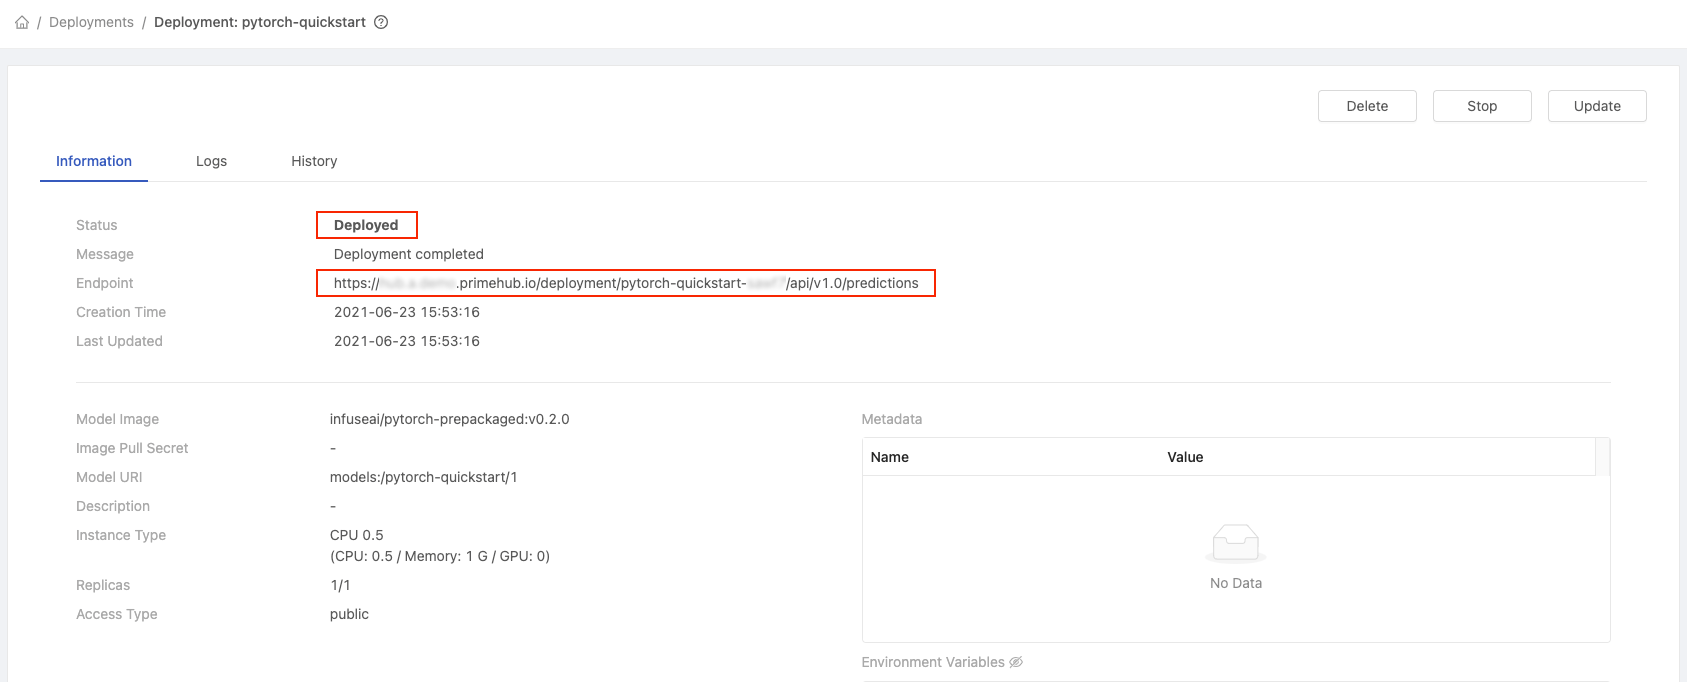 / Deployments / Deployment: pytorch-quickstart
Delete Stop Update
Information Logs History
Status Deployed
Message Deployment completed
Endpoint https:// .primehub.io/deployment/pytorch-quickstart- /api/v1.0/predictions
Creation Time 2021-06-23 15:53:16
Last Updated 2021-06-23 15:53:16
Model Image infuseai/pytorch-prepackaged:v0.2.0
Image Pull Secret -
Model URI models:/pytorch-quickstart/1
Description -
Instance Type CPU 0.5
(CPU: 0.5 / Memory: 1 G / GPU: 0)
Replicas 1/1
Access Type public
Metadata
Name Value
No Data
Environment Variables